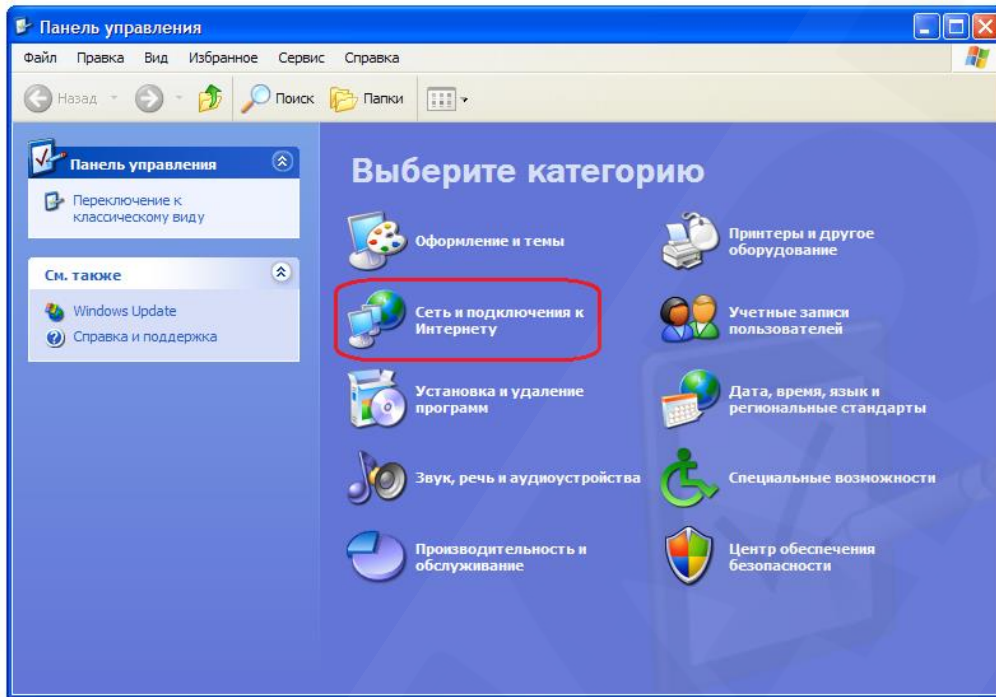 Панель управления
Файл Правка Вид Избранное Сервис Справка
Назад Поиск Папки
Панель управления
Переключение к
классическому виду
См. также
Windows Update
Справка и поддержка
Выберите категорию
Оформление и темы
Принтеры и другое
оборудование
Сеть и подключения к
Интернету
Учетные записи
пользователей
Установка и удаление
программ
Дата, время, язык и
региональные стандарты
Звук, речь и аудиоустройства
Специальные возможности
Производительность и
обслуживание
Центр обеспечения
безопасности